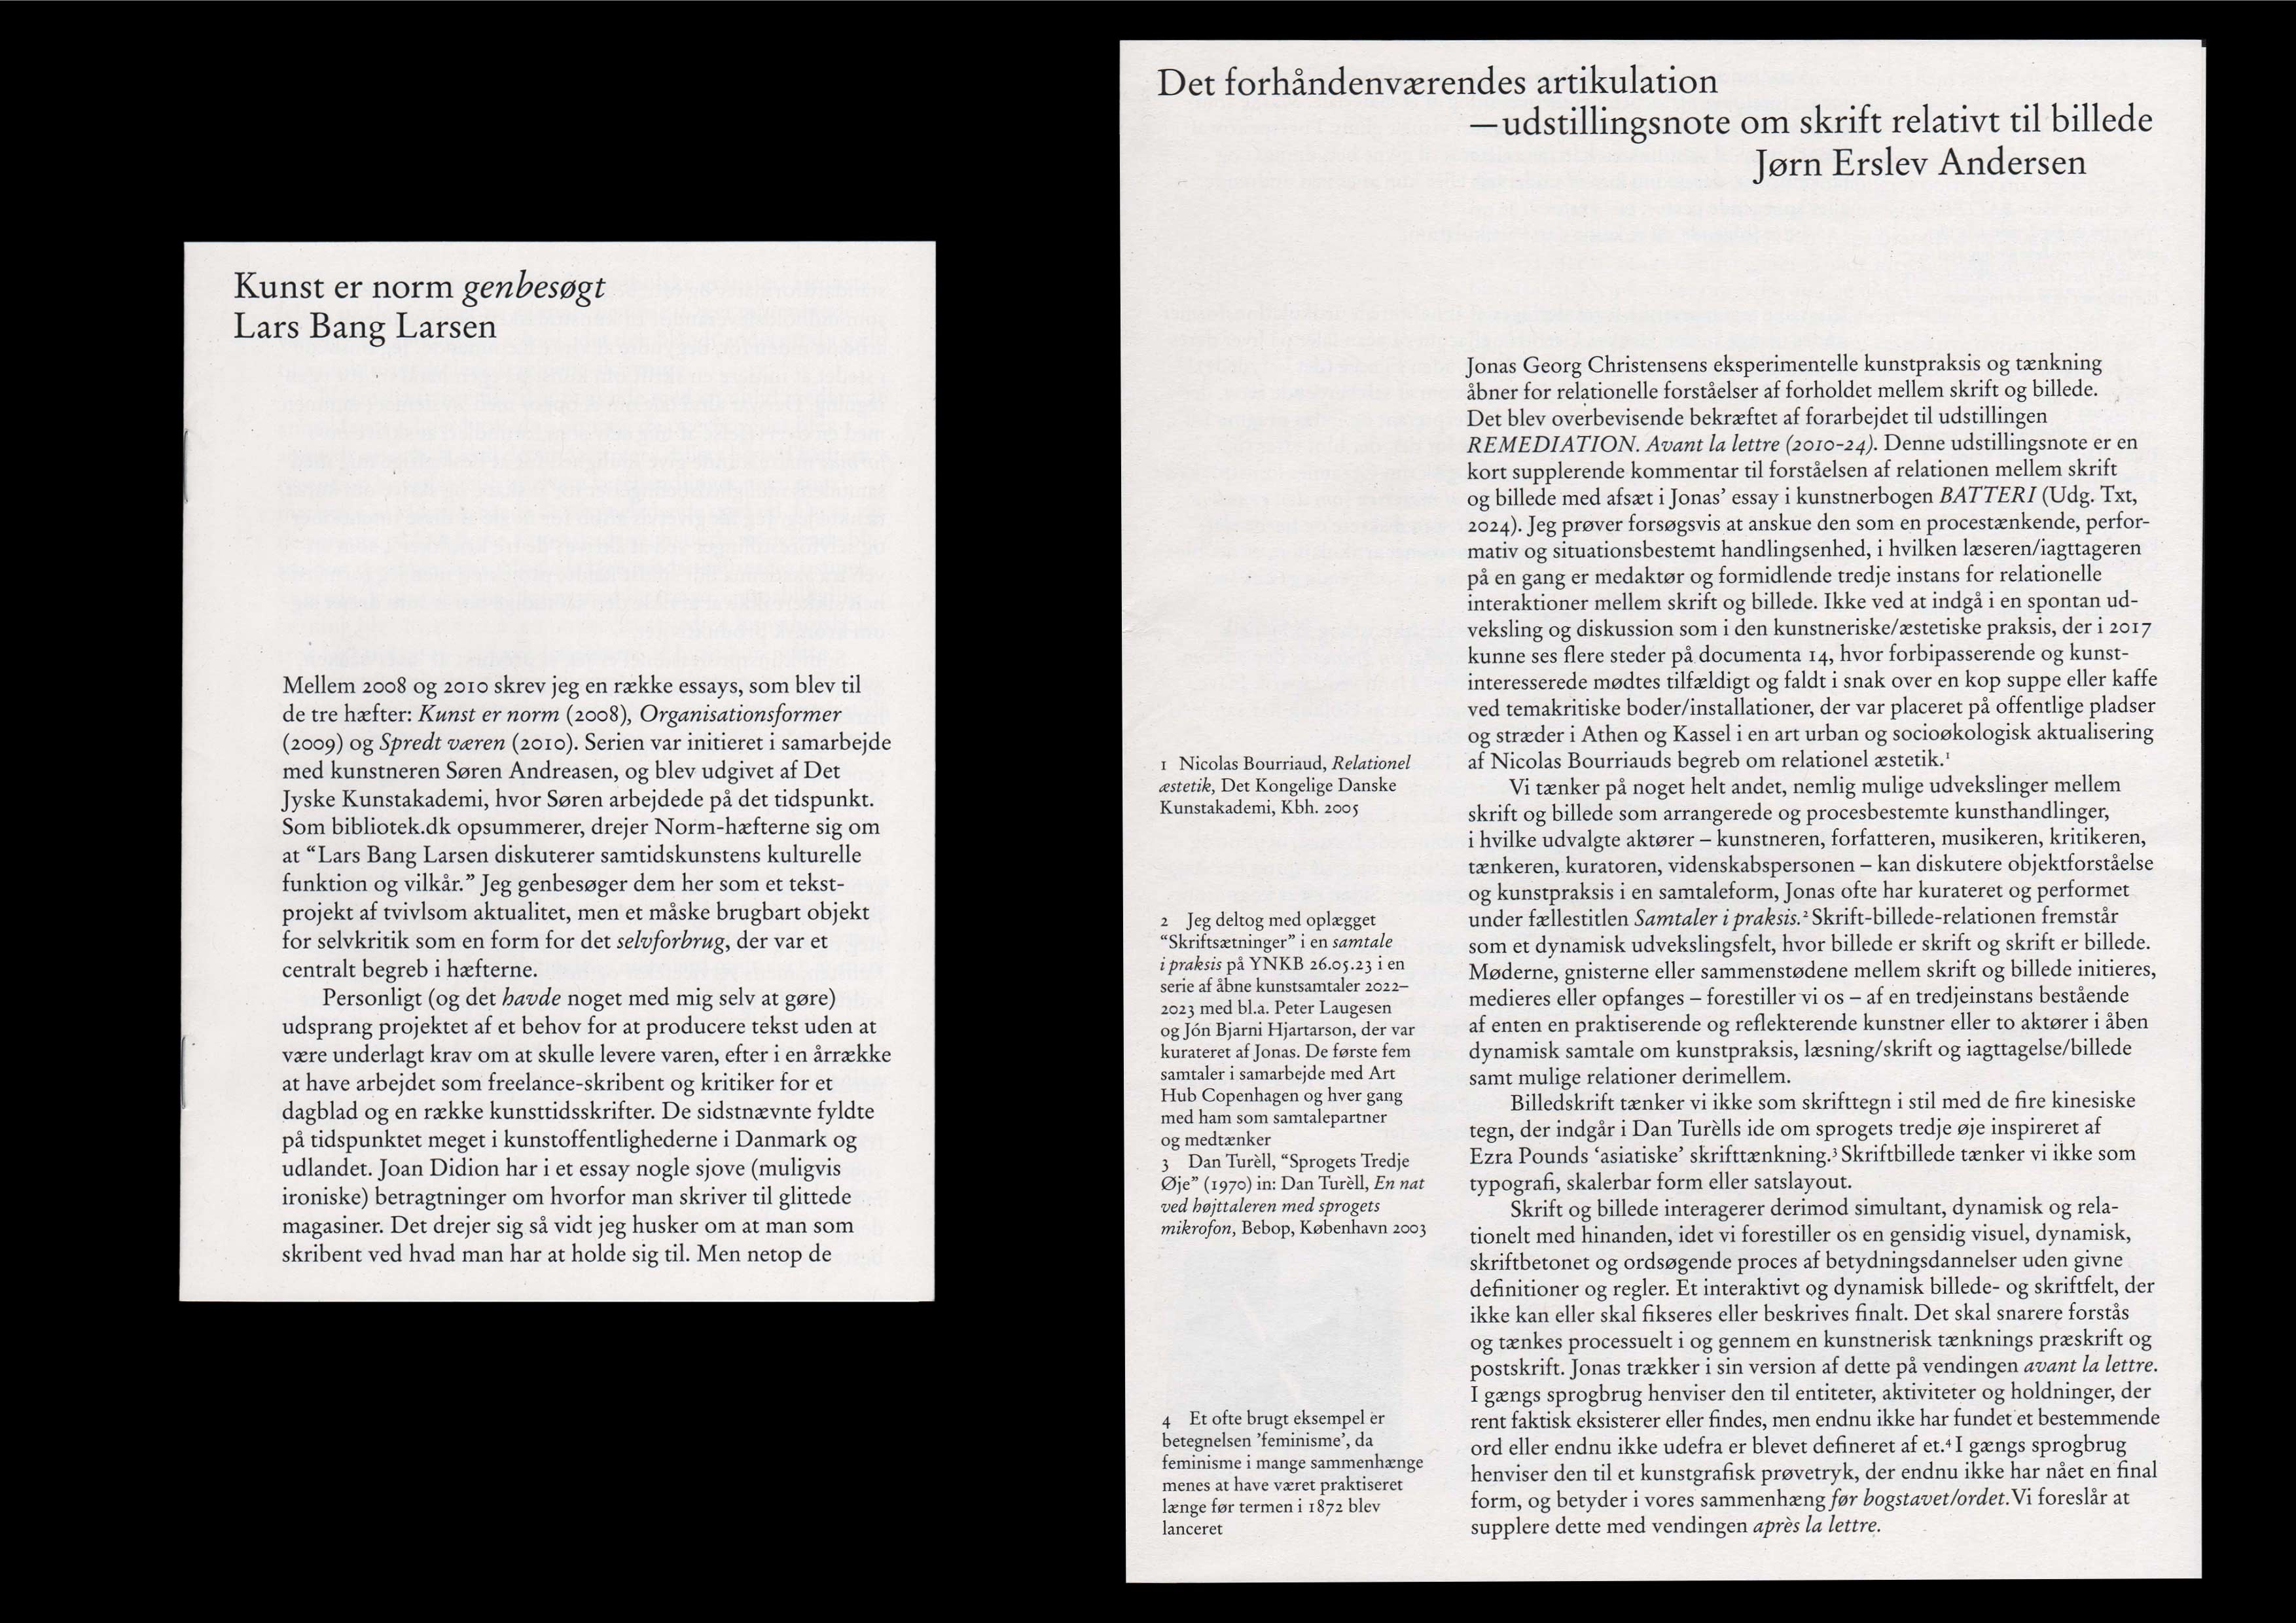 Kunst er norm genbesøgt
Lars Bang Larsen
Mellem 2008 og 2010 skrev jeg en række essays, som blev til
de tre hæfter: Kunst er norm (2008), Organisationsformer
(2009) og Spredt væren (2010). Serien var initieret i samarbejde
med kunstneren Søren Andreasen, og blev udgivet af Det
Jyske Kunstakademi, hvor Søren arbejdede på det tidspunkt.
Som bibliotek.dk opsummerer, drejer Norm-hæfterne sig om
at “Lars Bang Larsen diskuterer samtidskunstens kulturelle
funktion og vilkår.” Jeg genbesøger dem her som et tekst-
projekt af tvivlsom aktualitet, men et måske brugbart objekt
for selvkritik som en form for det selvforbrug, der var et
centralt begreb i hæfterne.
Personligt (og det havde noget med mig selv at gøre)
udsprang projektet af et behov for at producere tekst uden at
være underlagt krav om at skulle levere varen, efter i en årrække
at have arbejdet som freelance-skribent og kritiker for et
dagblad og en række kunsttidsskrifter. De sidstnævnte fyldte
på tidspunktet meget i kunstoffentlighederne i Danmark og
udlandet. Joan Didion har i et essay nogle sjove (muligvis
ironiske) betragtninger om hvorfor man skriver til glittede
magasiner. Det drejer sig så vidt jeg husker om at man som
skribent ved hvad man har at holde sig til. Men netop de
Det forhåndenværendes artikulation
—udstillingsnote om skrift relativt til billede
Jørn Erslev Andersen
Jonas Georg Christensens eksperimentelle kunstpraksis og tænkning
åbner for relationelle forståelser af forholdet mellem skrift og billede.
Det blev overbevisende bekræftet af forarbejdet til udstillingen
REMEDIATION. Avant la lettre (2010-24). Denne udstillingsnote er en
kort supplerende kommentar til forståelsen af relationen mellem skrift
og billede med afsæt i Jonas’ essay i kunstnerbogen BATTERI (Udg. Txt,
2024). Jeg prøver forsøgsvis at anskue den som en procestænkende, perfor-
mativ og situationsbestemt handlingsenhed, i hvilken læseren/iagttageren
på en gang er medaktør og formidlende tredje instans for relationelle
interaktioner mellem skrift og billede. Ikke ved at indgå i en spontan ud-
veksling og diskussion som i den kunstneriske/æstetiske praksis, der i 2017
kunne ses flere steder på documenta 14, hvor forbipasserende og kunst-
interesserede mødtes tilfældigt og faldt i snak over en kop suppe eller kaffe
ved temakritiske boder/installationer, der var placeret på offentlige pladser
og stræder i Athen og Kassel i en art urban og socioøkologisk aktualisering
af Nicolas Bourriauds begreb om relationel æstetik.¹
Vi tænker på noget helt andet, nemlig mulige udvekslinger mellem
skrift og billede som arrangerede og procesbestemte kunsthandlinger,
i hvilke udvalgte aktører – kunstneren, forfatteren, musikeren, kritikeren,
tænkeren, kuratoren, videnskabspersonen – kan diskutere objektforståelse
og kunstpraksis i en samtaleform, Jonas ofte har kurateret og performet
under fællestitlen Samtaler i praksis.² Skrift-billede-relationen fremstår
som et dynamisk udvekslingsfelt, hvor billede er skrift og skrift er billede.
Møderne, gnisterne eller sammenstødene mellem skrift og billede initieres,
medieres eller opfanges – forestiller vi os – af en tredjeinstans bestående
af enten en praktiserende og reflekterende kunstner eller to aktører i åben
dynamisk samtale om kunstpraksis, læsning/skrift og iagttagelse/billede
samt mulige relationer derimellem.
Billedskrift tænker vi ikke som skrifttegn i stil med de fire kinesiske
tegn, der indgår i Dan Turèlls ide om sprogets tredje øje inspireret af
Ezra Pounds ‘asiatiske’ skrifttænkning.³ Skriftbillede tænker vi ikke som
typografi, skalerbar form eller satslayout.
Skrift og billede interagerer derimod simultant, dynamisk og rela-
tionelt med hinanden, idet vi forestiller os en gensidig visuel, dynamisk,
skriftbetonet og ordsøgende proces af betydningsdannelser uden givne
definitioner og regler. Et interaktivt og dynamisk billede- og skriftfelt, der
ikke kan eller skal fikseres eller beskrives finalt. Det skal snarere forstås
og tænkes processuelt i og gennem en kunstnerisk tænknings præskrift og
postskrift. Jonas trækker i sin version af dette på vendingen avant la lettre.
I gængs sprogbrug henviser den til entiteter, aktiviteter og holdninger, der
rent faktisk eksisterer eller findes, men endnu ikke har fundet et bestemmende
ord eller endnu ikke udefra er blevet defineret af et.⁴ I gængs sprogbrug
henviser den til et kunstgrafisk prøvetryk, der endnu ikke har nået en final
form, og betyder i vores sammenhæng før bogstavet/ordet. Vi foreslår at
supplere dette med vendingen après la lettre.
1 Nicolas Bourriaud, Relationel
æstetik, Det Kongelige Danske
Kunstakademi, Kbh. 2005
2 Jeg deltog med oplægget
“Skriftsætninger” i en samtale
i praksis på YNKB 26.05.23 i en
serie af åbne kunstsamtaler 2022–
2023 med bl.a. Peter Laugesen
og Jón Bjarni Hjartarson, der var
kurateret af Jonas. De første fem
samtaler i samarbejde med Art
Hub Copenhagen og hver gang
med ham som samtalepartner
og medtænker
3 Dan Turèll, “Sprogets Tredje
Øje” (1970) in: Dan Turèll, En nat
ved højttaleren med sprogets
mikrofon, Bebop, København 2003
4 Et ofte brugt eksempel er
betegnelsen ’feminisme’, da
feminisme i mange sammenhænge
menes at have været praktiseret
længe før termen i 1872 blev
lanceret